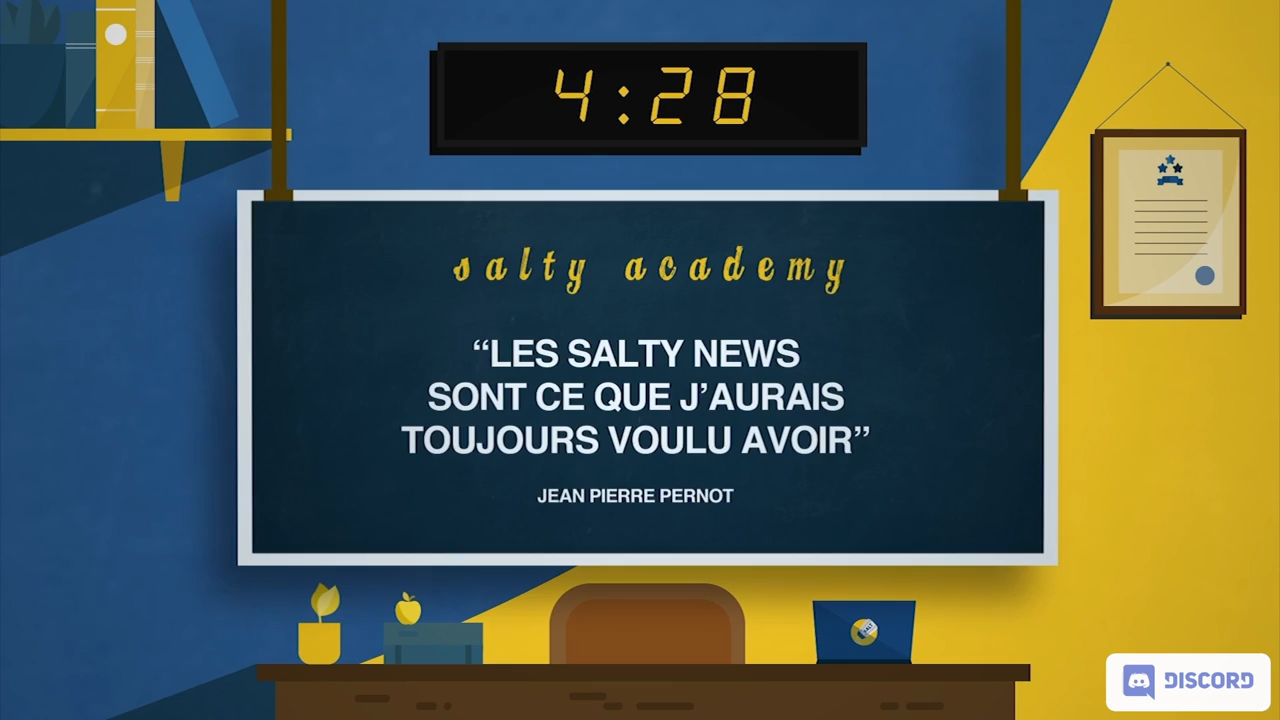 4:28
salty academy
“LES SALTY NEWS
SONT CE QUE J’AURAIS
TOUJOURS VOULU AVOIR”
JEAN PIERRE PERNOT
DISCORD